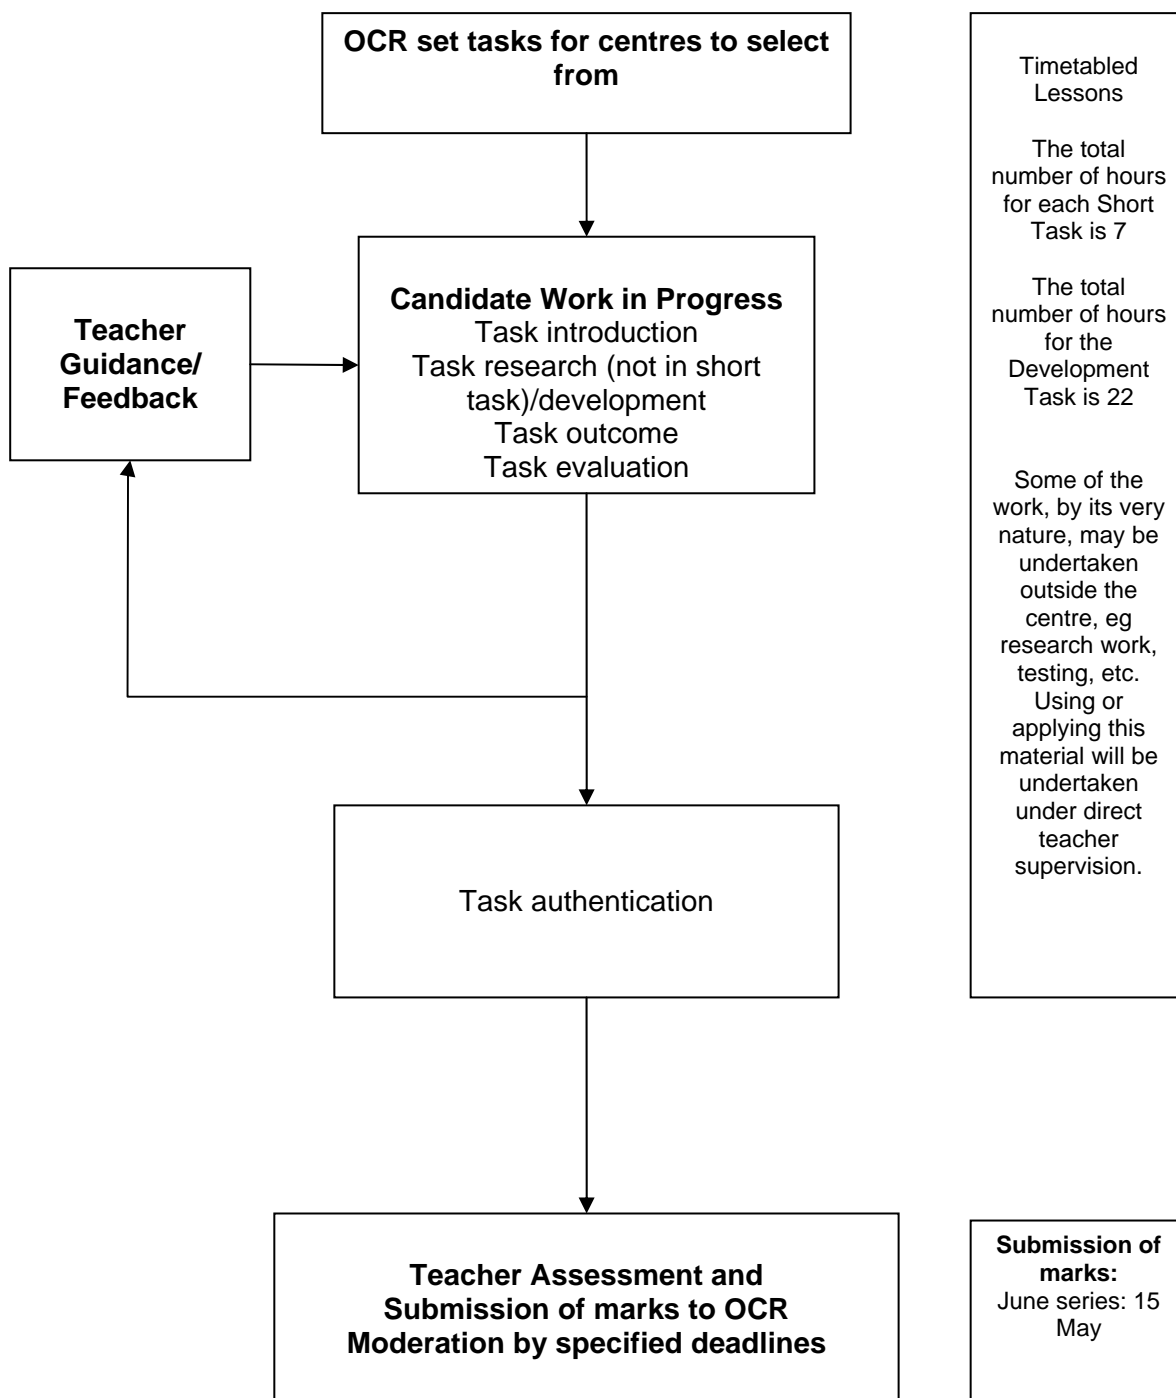 OCR set tasks for centres to select
from
Timetabled
Lessons
The total
number of hours
for each Short
Task is 7
The total
number of hours
for the
Development
Task is 22
Some of the
work, by its very
nature, may be
undertaken
outside the
centre, eg
research work,
testing, etc.
Using or
applying this
material will be
undertaken
under direct
teacher
supervision.
Teacher
Guidance/
Feedback
Candidate Work in Progress
Task introduction
Task research (not in short
task)/development
Task outcome
Task evaluation
Task authentication
Teacher Assessment and
Submission of marks to OCR
Moderation by specified deadlines
Submission of
marks:
June series: 15
May